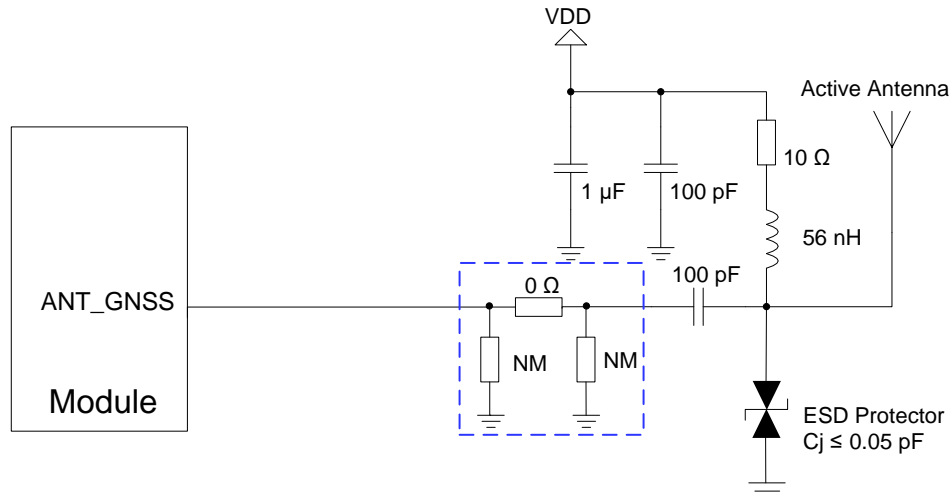 VDD
Active Antenna
10 Ω
1 µF
100 pF
56 nH
100 pF
0 Ω
ANT_GNSS
NM
NM
Module
ESD Protector
Cj ≤ 0.05 pF